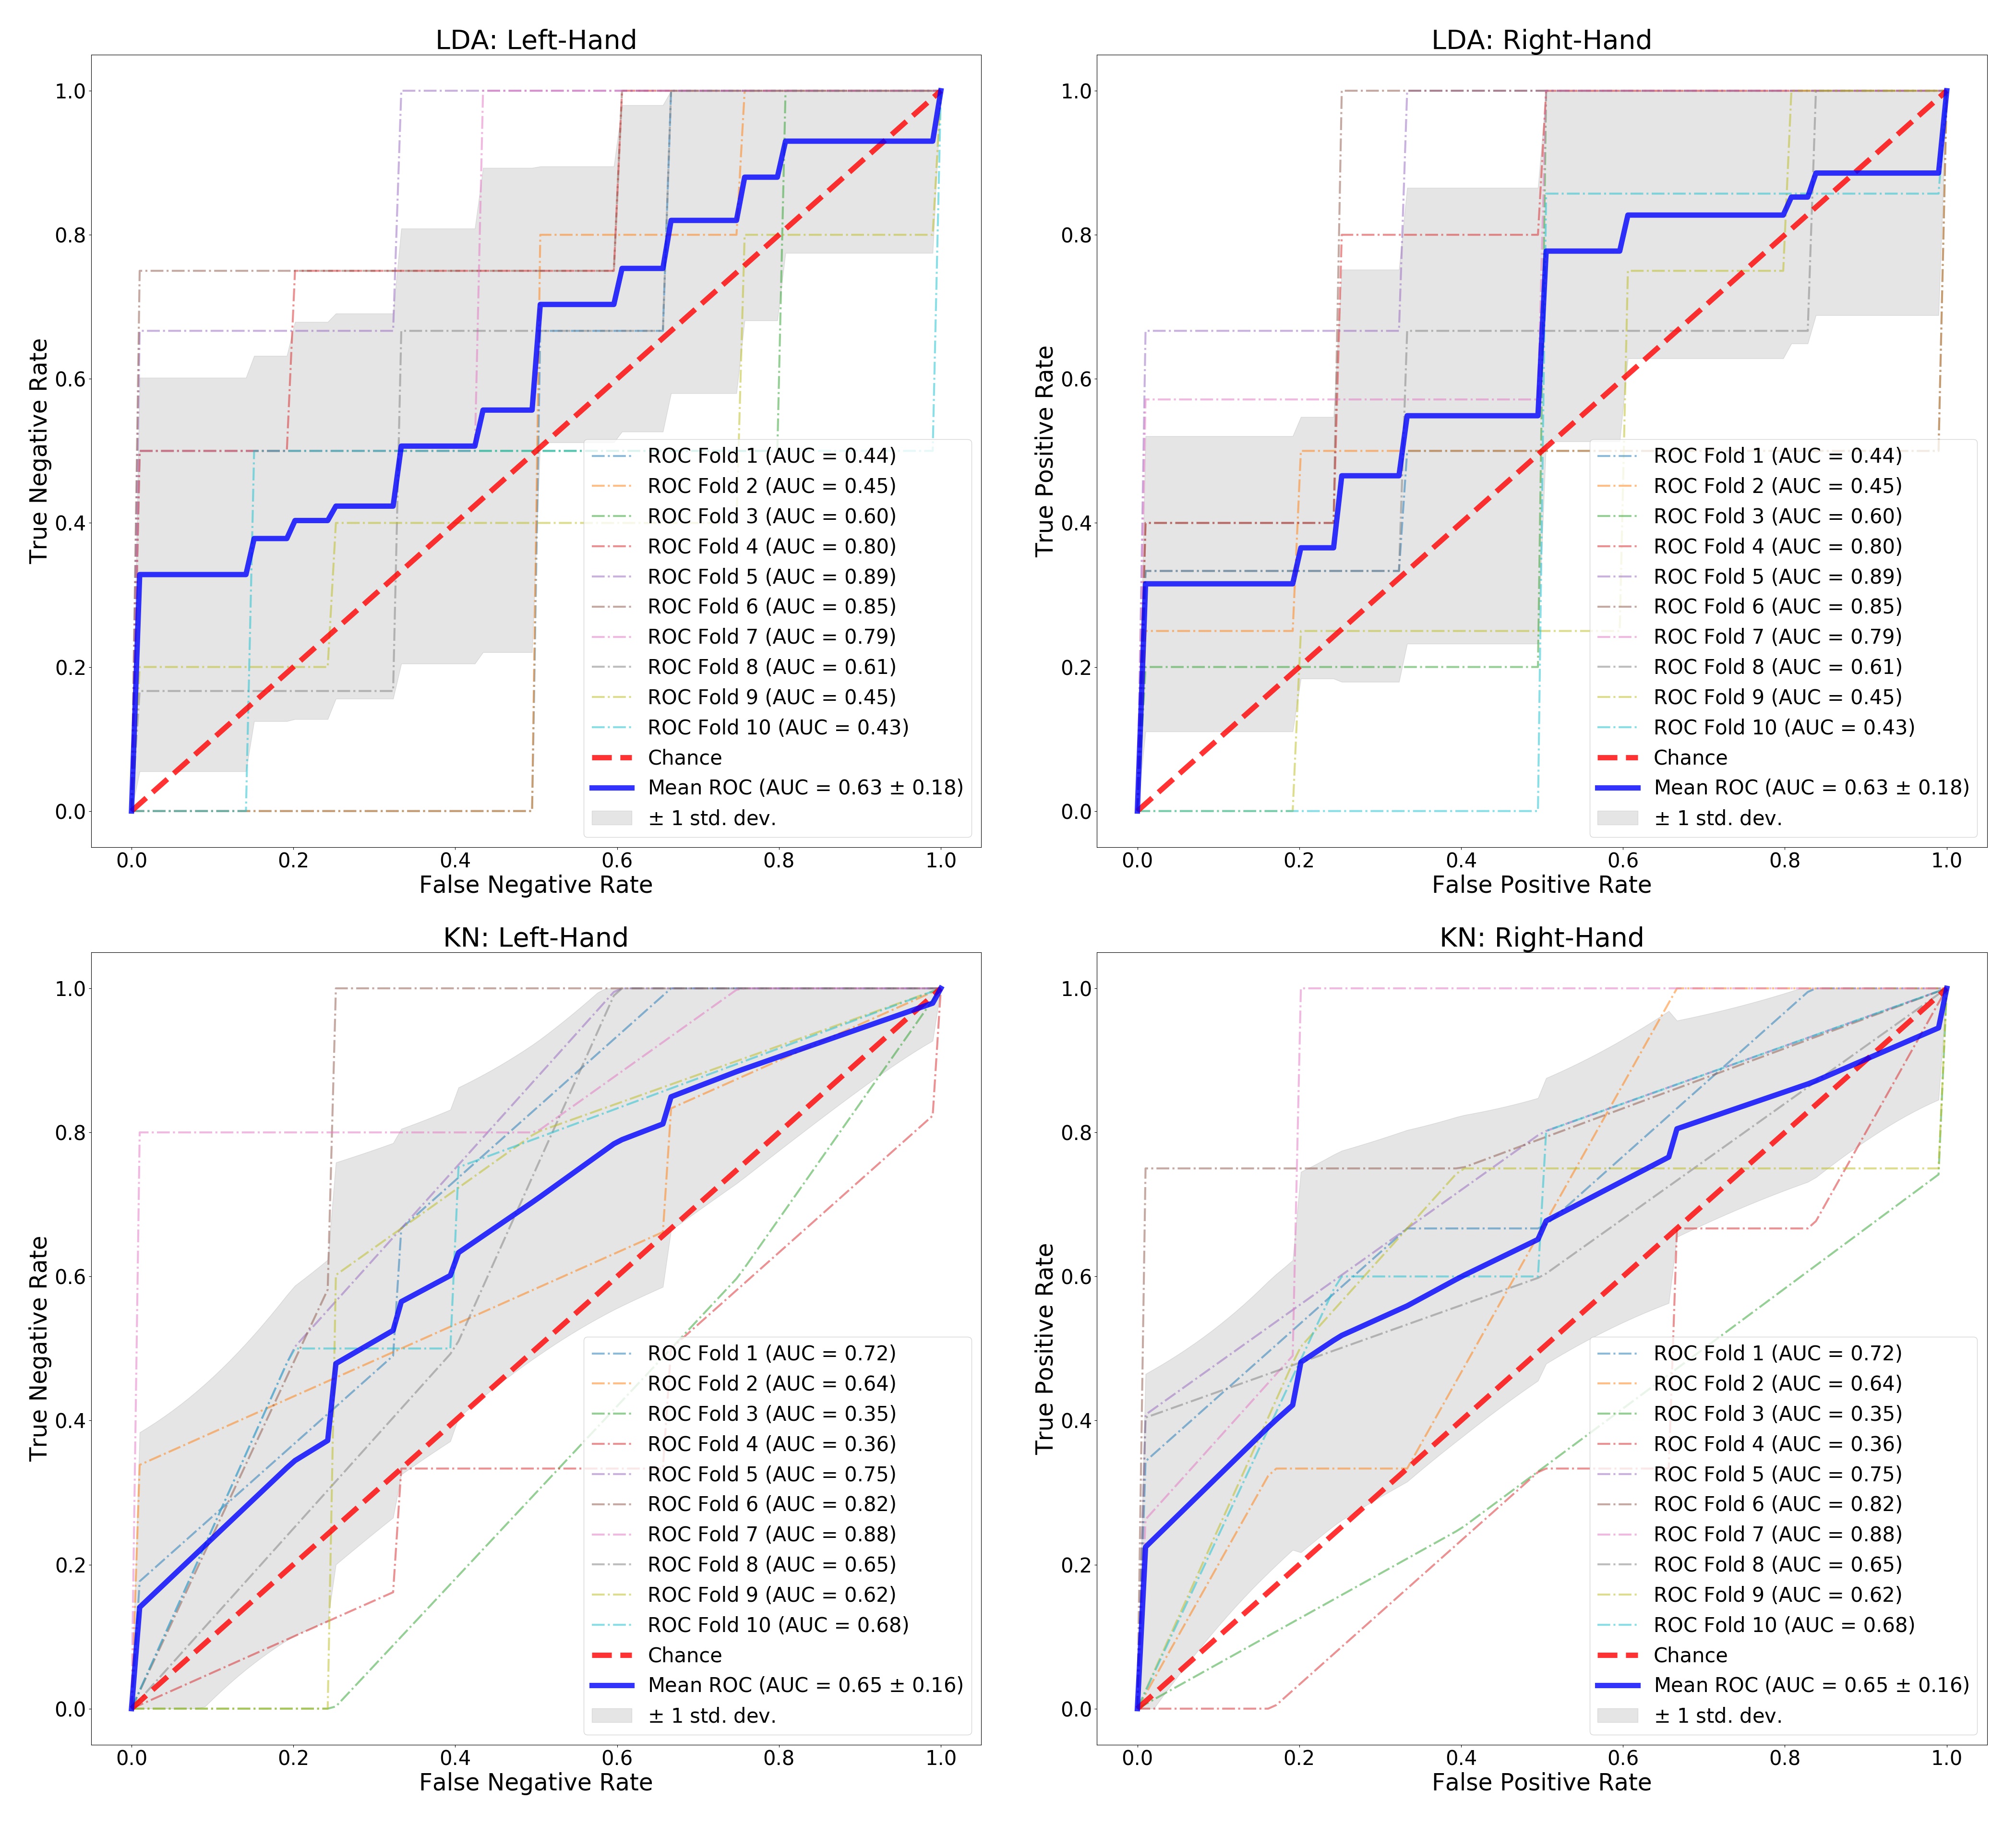 LDA: Left-Hand
1.0
0.8
0.6
0.4
0.2
0.0
True Negative Rate
0.0 0.2 0.4 0.6 0.8 1.0
False Negative Rate
ROC Fold 1 (AUC = 0.44)
ROC Fold 2 (AUC = 0.45)
ROC Fold 3 (AUC = 0.60)
ROC Fold 4 (AUC = 0.80)
ROC Fold 5 (AUC = 0.89)
ROC Fold 6 (AUC = 0.85)
ROC Fold 7 (AUC = 0.79)
ROC Fold 8 (AUC = 0.61)
ROC Fold 9 (AUC = 0.45)
ROC Fold 10 (AUC = 0.43)
Chance
Mean ROC (AUC = 0.63 ± 0.18)
± 1 std. dev.
LDA: Right-Hand
1.0
0.8
0.6
0.4
0.2
0.0
True Positive Rate
0.0 0.2 0.4 0.6 0.8 1.0
False Positive Rate
ROC Fold 1 (AUC = 0.44)
ROC Fold 2 (AUC = 0.45)
ROC Fold 3 (AUC = 0.60)
ROC Fold 4 (AUC = 0.80)
ROC Fold 5 (AUC = 0.89)
ROC Fold 6 (AUC = 0.85)
ROC Fold 7 (AUC = 0.79)
ROC Fold 8 (AUC = 0.61)
ROC Fold 9 (AUC = 0.45)
ROC Fold 10 (AUC = 0.43)
Chance
Mean ROC (AUC = 0.63 ± 0.18)
± 1 std. dev.
KN: Left-Hand
1.0
0.8
0.6
0.4
0.2
0.0
True Negative Rate
0.0 0.2 0.4 0.6 0.8 1.0
False Negative Rate
ROC Fold 1 (AUC = 0.72)
ROC Fold 2 (AUC = 0.64)
ROC Fold 3 (AUC = 0.35)
ROC Fold 4 (AUC = 0.36)
ROC Fold 5 (AUC = 0.75)
ROC Fold 6 (AUC = 0.82)
ROC Fold 7 (AUC = 0.88)
ROC Fold 8 (AUC = 0.65)
ROC Fold 9 (AUC = 0.62)
ROC Fold 10 (AUC = 0.68)
Chance
Mean ROC (AUC = 0.65 ± 0.16)
± 1 std. dev.
KN: Right-Hand
1.0
0.8
0.6
0.4
0.2
0.0
True Positive Rate
0.0 0.2 0.4 0.6 0.8 1.0
False Positive Rate
ROC Fold 1 (AUC = 0.72)
ROC Fold 2 (AUC = 0.64)
ROC Fold 3 (AUC = 0.35)
ROC Fold 4 (AUC = 0.36)
ROC Fold 5 (AUC = 0.75)
ROC Fold 6 (AUC = 0.82)
ROC Fold 7 (AUC = 0.88)
ROC Fold 8 (AUC = 0.65)
ROC Fold 9 (AUC = 0.62)
ROC Fold 10 (AUC = 0.68)
Chance
Mean ROC (AUC = 0.65 ± 0.16)
± 1 std. dev.